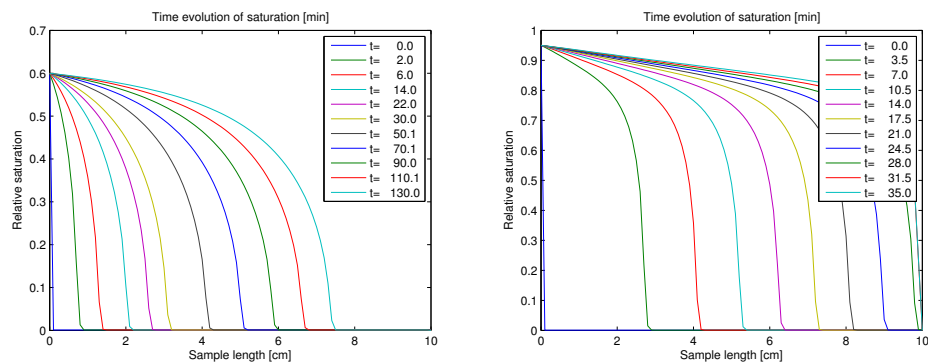 Time evolution of saturation [min]
0.7
0.6
0.5
0.4
0.3
0.2
0.1
0
Relative saturation
0 2 4 6 8 10
Sample length [cm]
t= 0.0
t= 2.0
t= 6.0
t= 14.0
t= 22.0
t= 30.0
t= 50.1
t= 70.1
t= 90.0
t= 110.1
t= 130.0
Time evolution of saturation [min]
1
0.9
0.8
0.7
0.6
0.5
0.4
0.3
0.2
0.1
0
Relative saturation
0 2 4 6 8 10
Sample length [cm]
t= 0.0
t= 3.5
t= 7.0
t= 10.5
t= 14.0
t= 17.5
t= 21.0
t= 24.5
t= 28.0
t= 31.5
t= 35.0